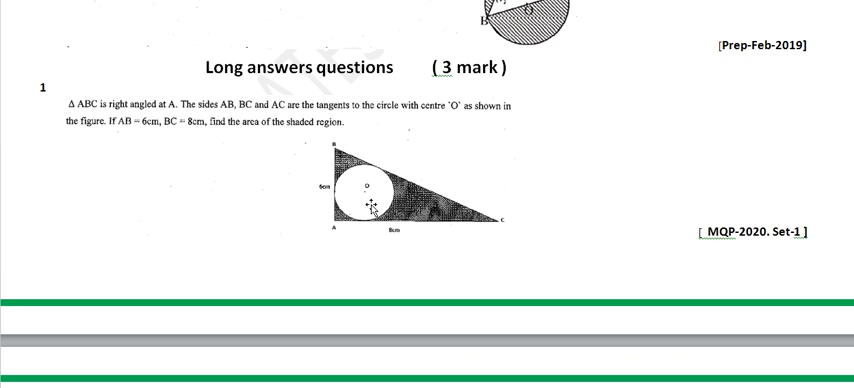 B
O
[Prep-Feb-2019]
Long answers questions ( 3 mark )
1
Δ ABC is right angled at A. The sides AB, BC and AC are the tangents to the circle with centre 'O' as shown in
the figure. If AB = 6cm, BC = 8cm, find the area of the shaded region.
B
6cm
O
A
8cm
C
[ MQP-2020. Set-1 ]